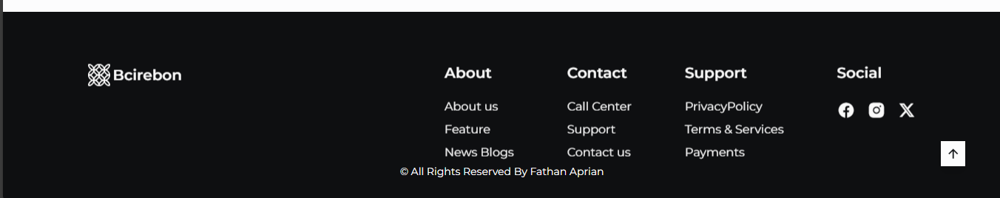 Bcirebon
About
About us
Feature
News Blogs
Contact
Call Center
Support
Contact us
Support
PrivacyPolicy
Terms & Services
Payments
Social
© All Rights Reserved By Fathan Aprian